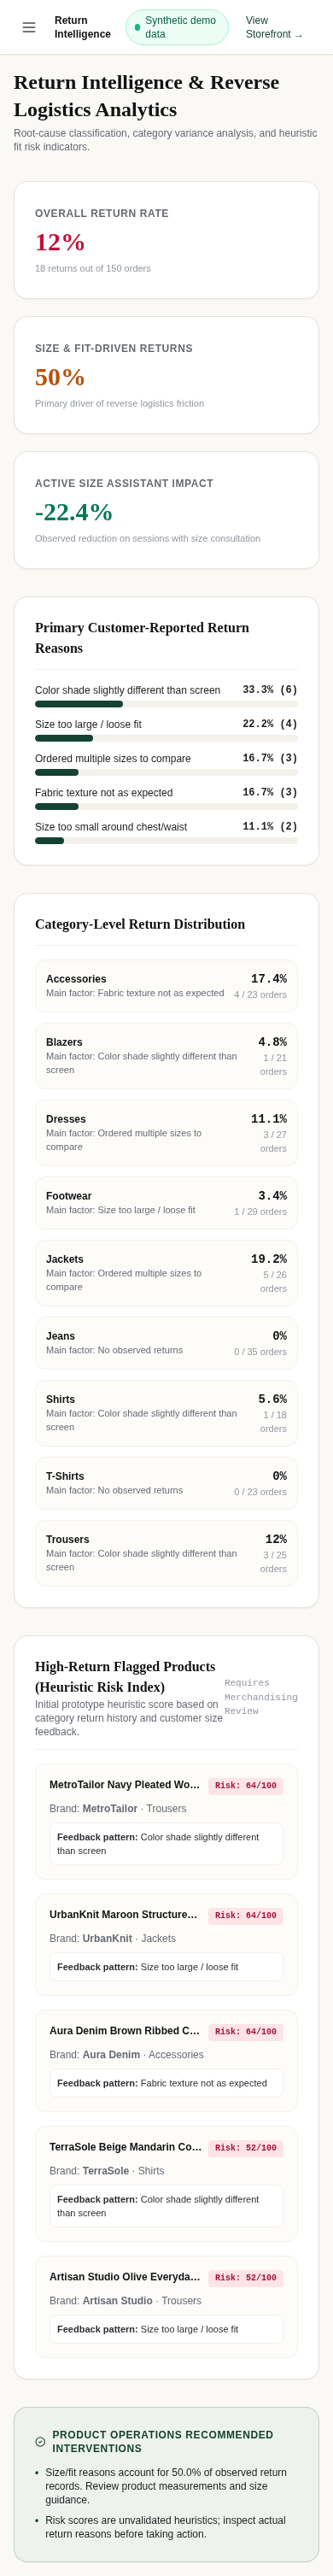 Return
Intelligence
Synthetic demo
data
View
Storefront →
Return Intelligence & Reverse
Logistics Analytics
Root-cause classification, category variance analysis, and heuristic
fit risk indicators.
OVERALL RETURN RATE
12%
18 returns out of 150 orders
SIZE & FIT-DRIVEN RETURNS
50%
Primary driver of reverse logistics friction
ACTIVE SIZE ASSISTANT IMPACT
-22.4%
Observed reduction on sessions with size consultation
Primary Customer-Reported Return
Reasons
Color shade slightly different than screen 33.3% (6)
Size too large / loose fit 22.2% (4)
Ordered multiple sizes to compare 16.7% (3)
Fabric texture not as expected 16.7% (3)
Size too small around chest/waist 11.1% (2)
Category-Level Return Distribution
Accessories 17.4%
Main factor: Fabric texture not as expected 4 / 23 orders
Blazers 4.8%
Main factor: Color shade slightly different than 1 / 21
screen orders
Dresses 11.1%
Main factor: Ordered multiple sizes to 3 / 27
compare orders
Footwear 3.4%
Main factor: Size too large / loose fit 1 / 29 orders
Jackets 19.2%
Main factor: Ordered multiple sizes to 5 / 26
compare orders
Jeans 0%
Main factor: No observed returns 0 / 35 orders
Shirts 5.6%
Main factor: Color shade slightly different than 1 / 18
screen orders
T-Shirts 0%
Main factor: No observed returns 0 / 23 orders
Trousers 12%
Main factor: Color shade slightly different than 3 / 25
screen orders
High-Return Flagged Products
(Heuristic Risk Index)
Initial prototype heuristic score based on
category return history and customer size
feedback.
Requires
Merchandising
Review
MetroTailor Navy Pleated Wo... Risk: 64/100
Brand: MetroTailor · Trousers
Feedback pattern: Color shade slightly different
than screen
UrbanKnit Maroon Structure... Risk: 64/100
Brand: UrbanKnit · Jackets
Feedback pattern: Size too large / loose fit
Aura Denim Brown Ribbed C... Risk: 64/100
Brand: Aura Denim · Accessories
Feedback pattern: Fabric texture not as expected
TerraSole Beige Mandarin Co... Risk: 52/100
Brand: TerraSole · Shirts
Feedback pattern: Color shade slightly different
than screen
Artisan Studio Olive Everyda... Risk: 52/100
Brand: Artisan Studio · Trousers
Feedback pattern: Size too large / loose fit
PRODUCT OPERATIONS RECOMMENDED
INTERVENTIONS
• Size/fit reasons account for 50.0% of observed return
records. Review product measurements and size
guidance.
• Risk scores are unvalidated heuristics; inspect actual
return reasons before taking action.